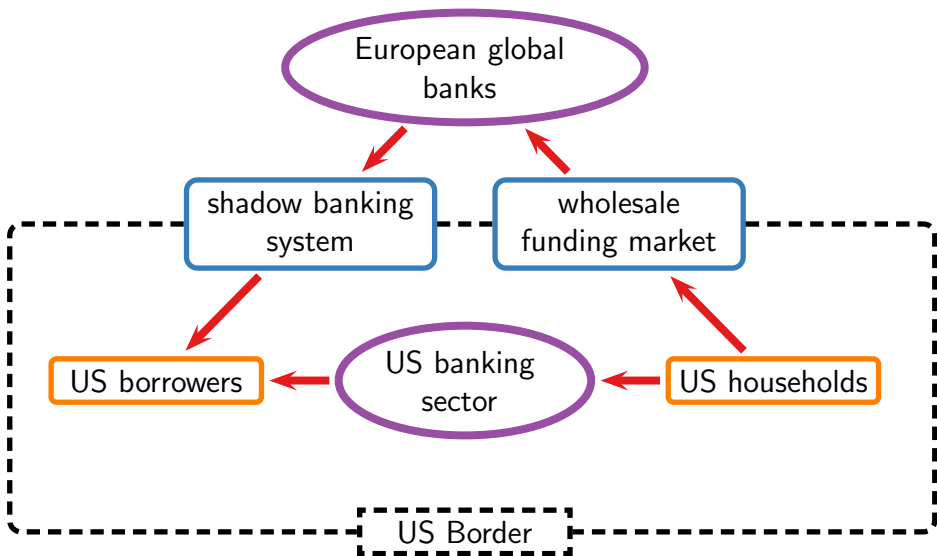 European global
banks
shadow banking
system
wholesale
funding market
US borrowers
US banking
sector
US households
US Border